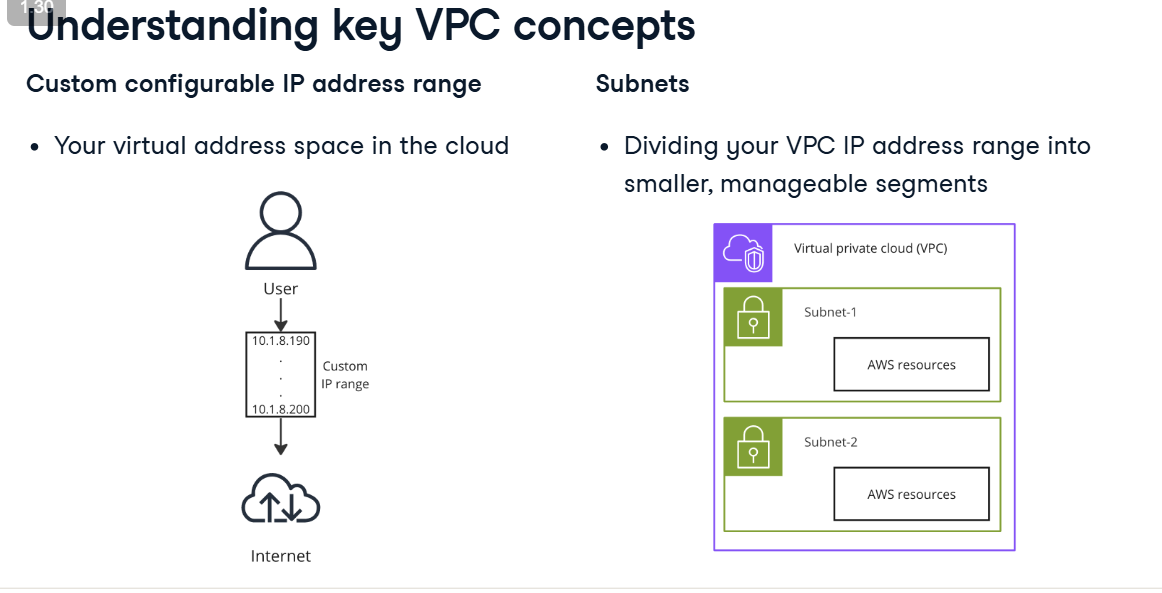 1.30
Understanding key VPC concepts
Custom configurable IP address range
• Your virtual address space in the cloud
User
10.1.8.190
.
.
.
10.1.8.200
Custom
IP range
Internet
Subnets
• Dividing your VPC IP address range into
smaller, manageable segments
Virtual private cloud (VPC)
Subnet-1
AWS resources
Subnet-2
AWS resources